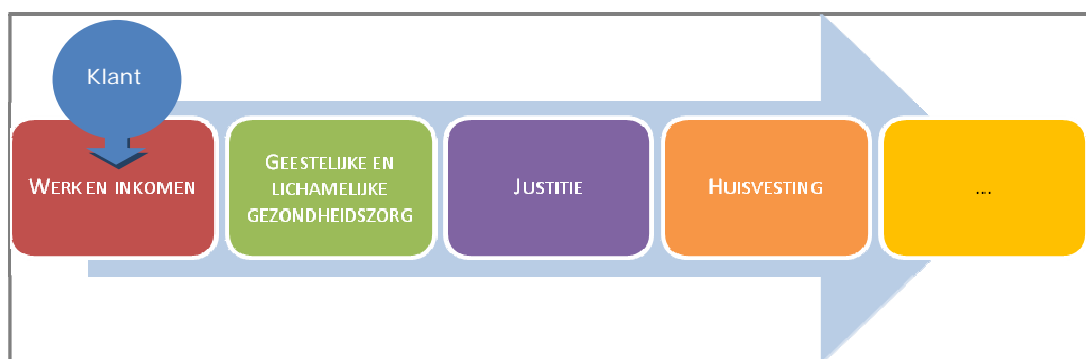 Klant
WERK EN INKOMEN
GEESTELIJKE EN
LICHAMELIJKE
GEZONDHEIDSZORG
JUSTITIE
HUISVESTING
...